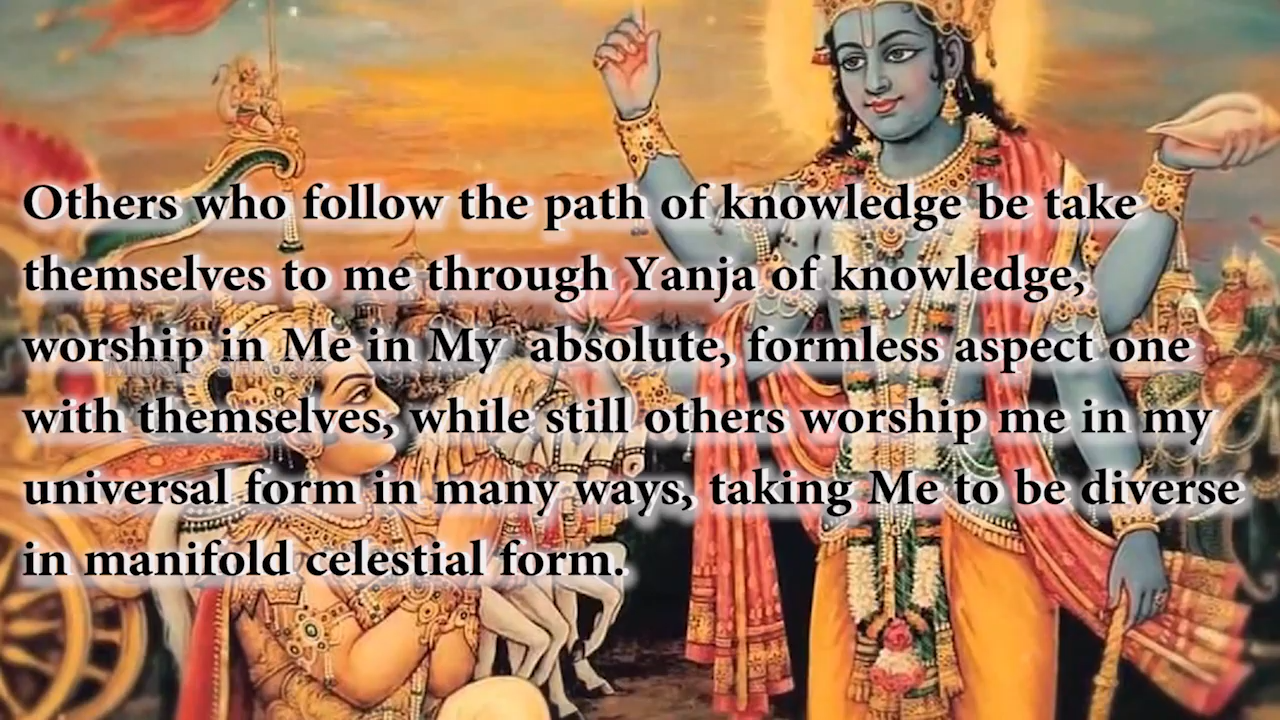 Others who follow the path of knowledge be take
themselves to me through Yanja of knowledge,
worship in Me in My absolute, formless aspect one
with themselves, while still others worship me in my
universal form in many ways, taking Me to be diverse
in manifold celestial form.